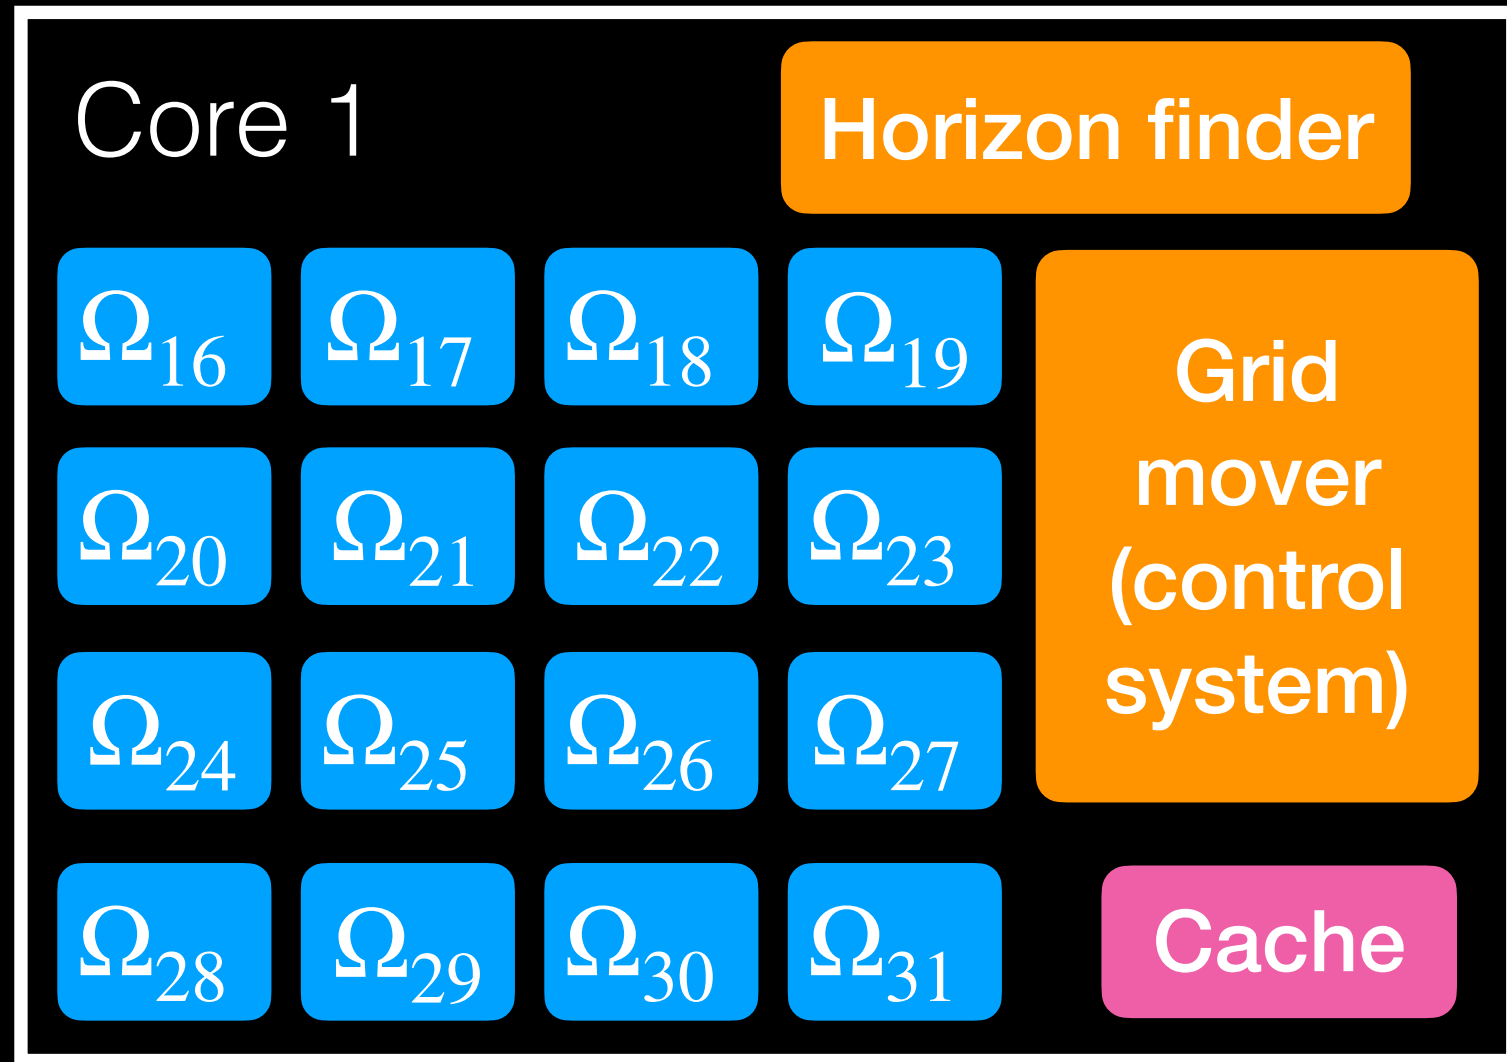 Core 1
Horizon finder
Ω₁₆ Ω₁₇ Ω₁₈ Ω₁₉
Grid
mover
(control
system)
Ω₂₀ Ω₂₁ Ω₂₂ Ω₂₃
Ω₂₄ Ω₂₅ Ω₂₆ Ω₂₇
Ω₂₈ Ω₂₉ Ω₃₀ Ω₃₁
Cache